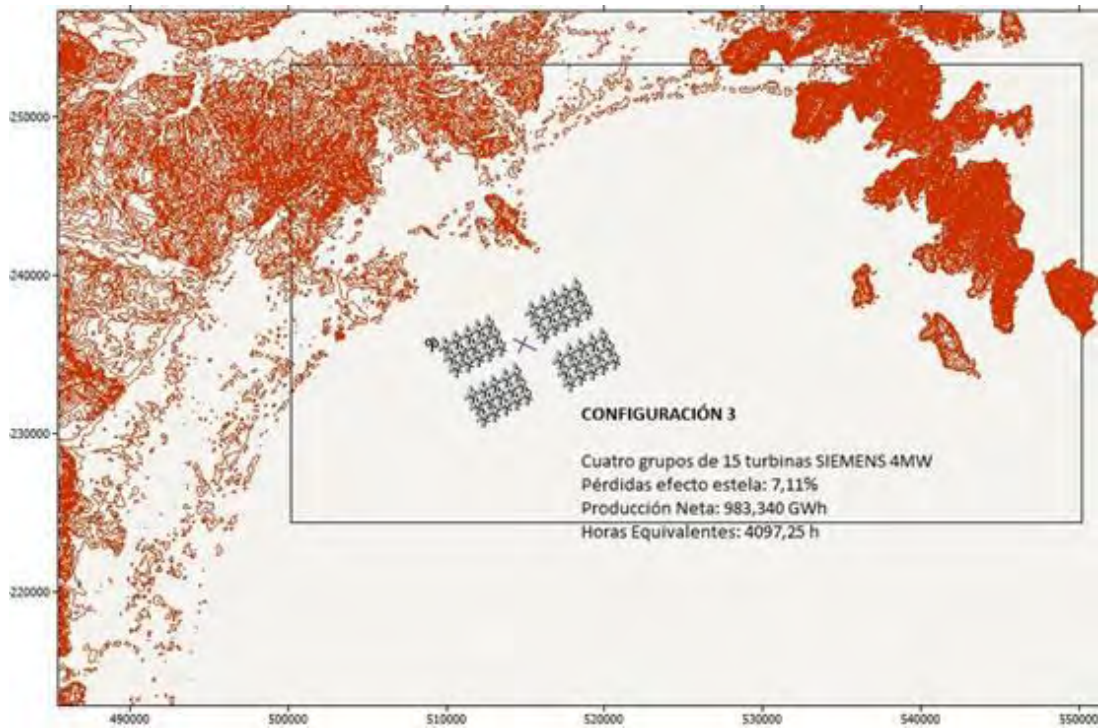 250000
240000
230000
220000
CONFIGURACIÓN 3
Cuatro grupos de 15 turbinas SIEMENS 4MW
Pérdidas efecto estela: 7,11%
Producción Neta: 983,340 GWh
Horas Equivalentes: 4097,25 h
490000
500000
510000
520000
530000
540000
550000